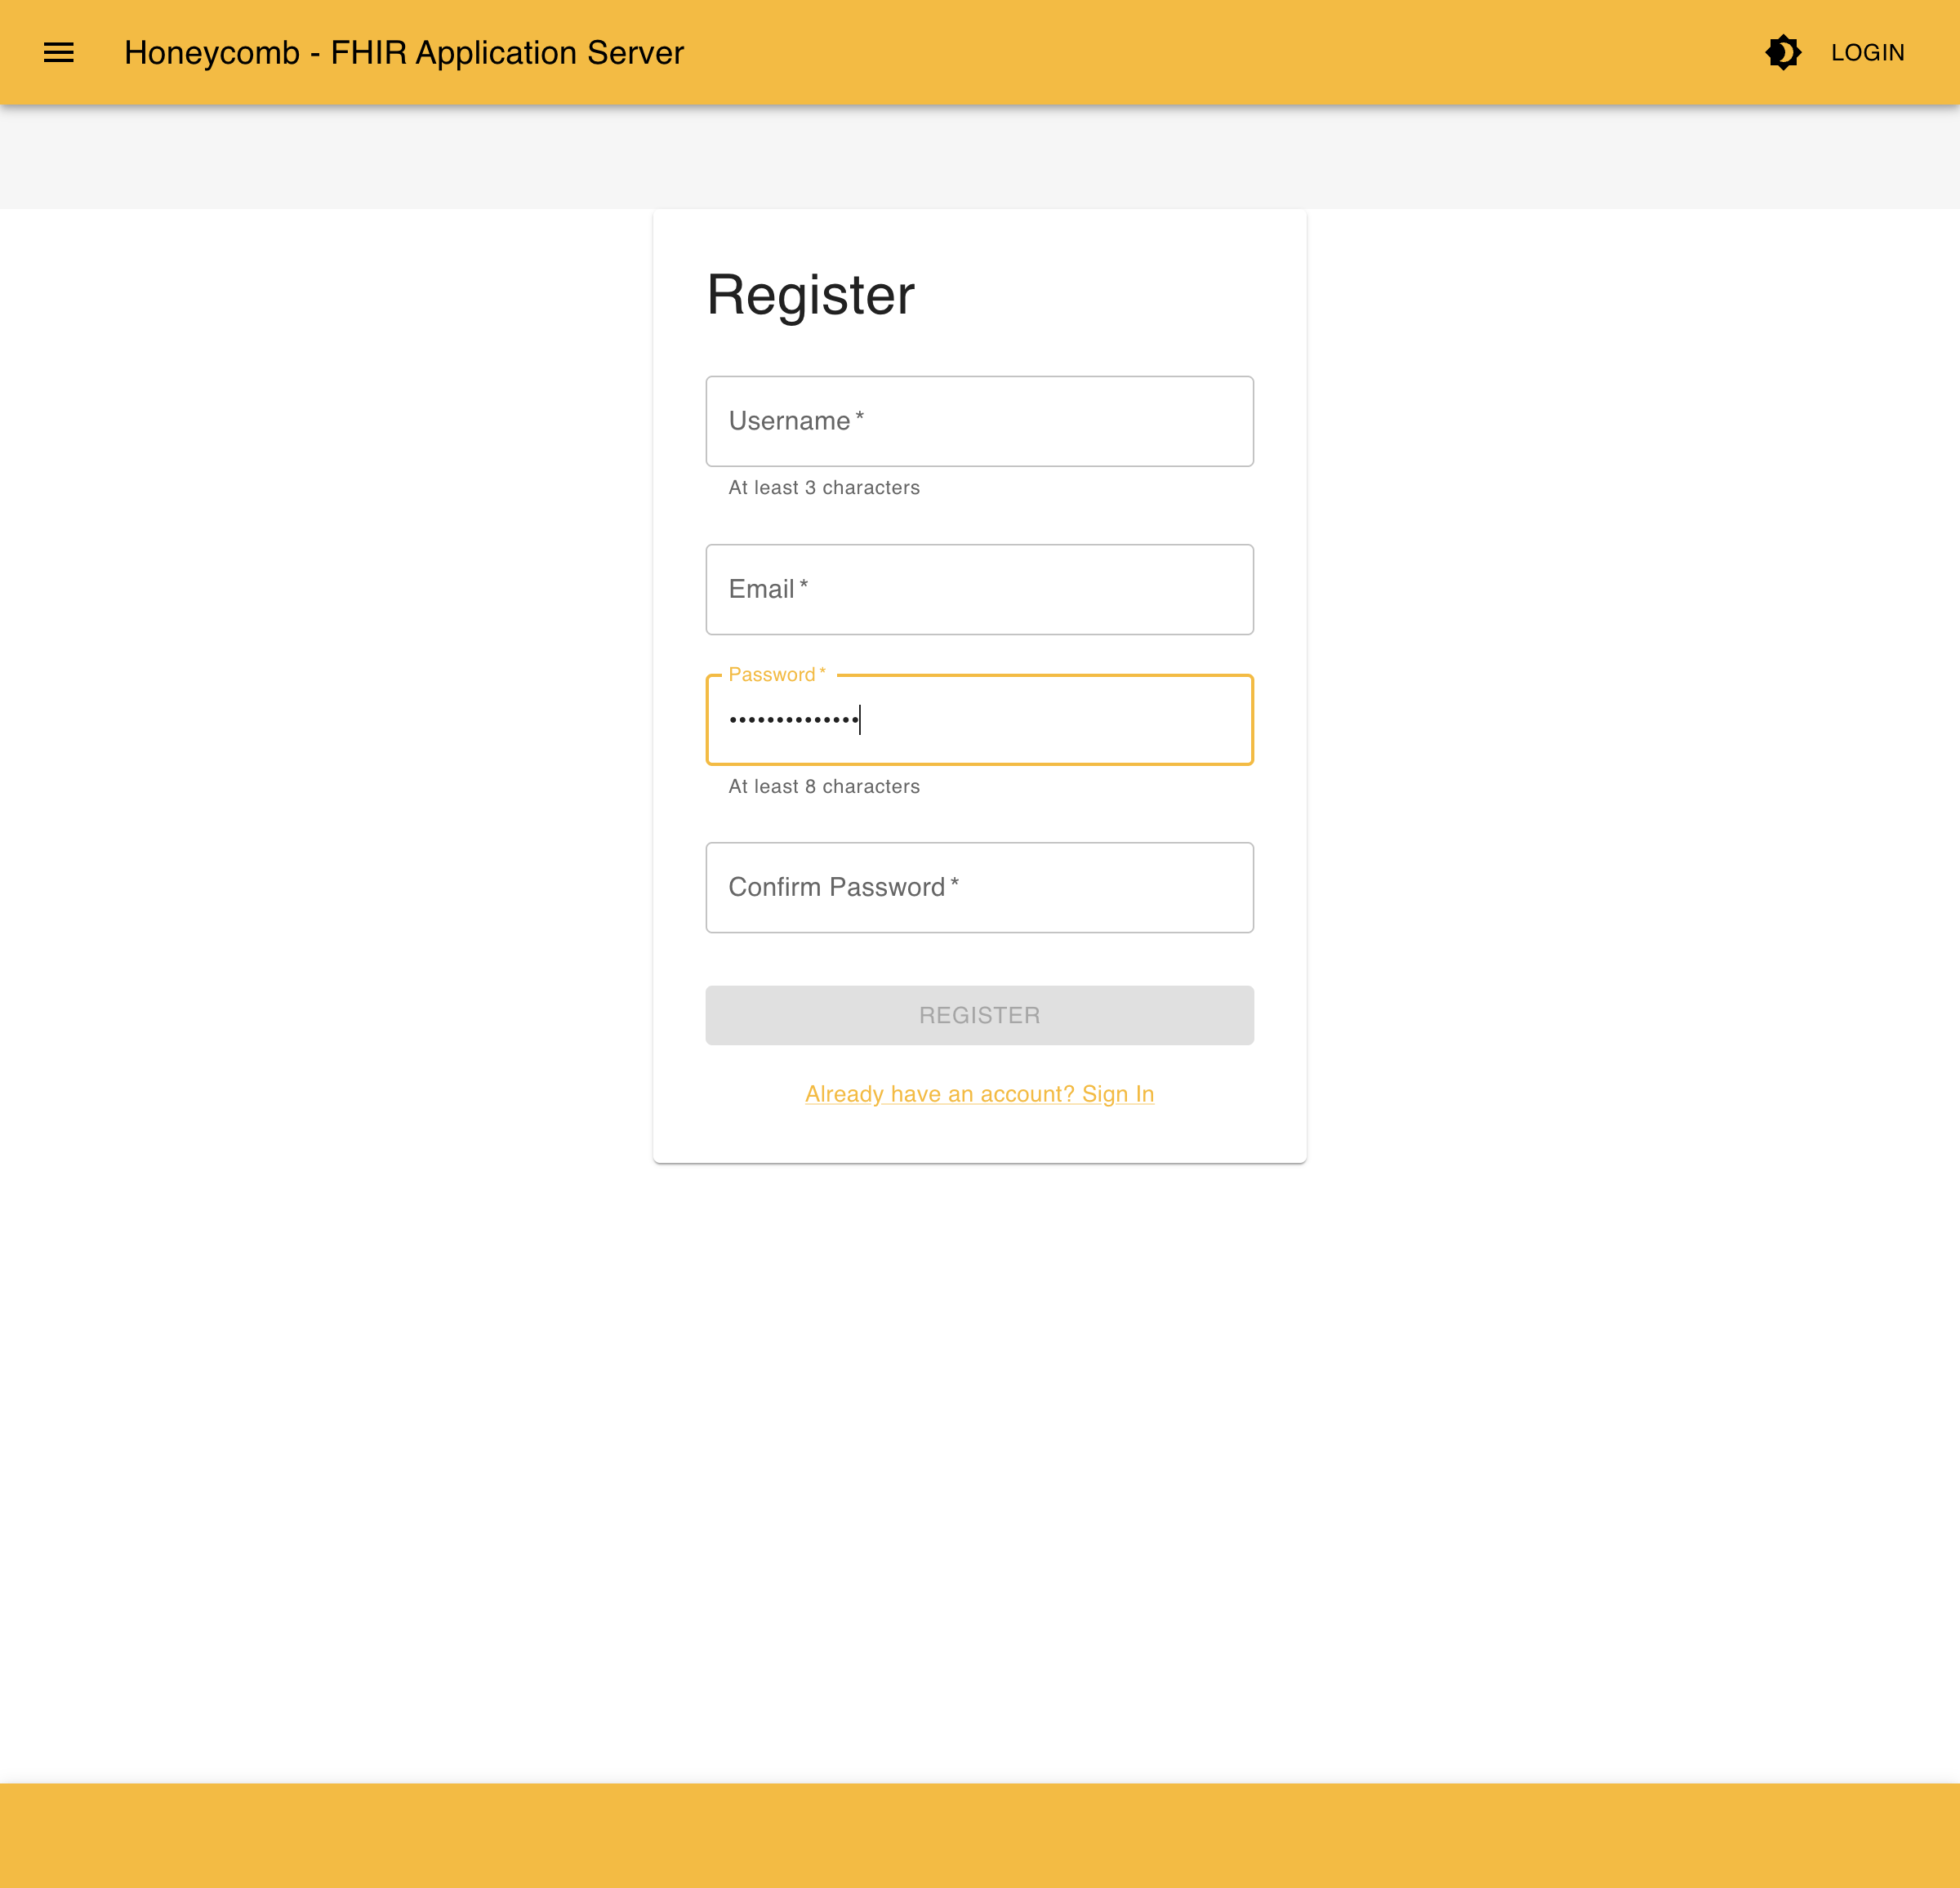 Honeycomb - FHIR Application Server
LOGIN
Register
Username *
At least 3 characters
Email *
Password *
••••••••••••••
At least 8 characters
Confirm Password *
REGISTER
Already have an account? Sign In